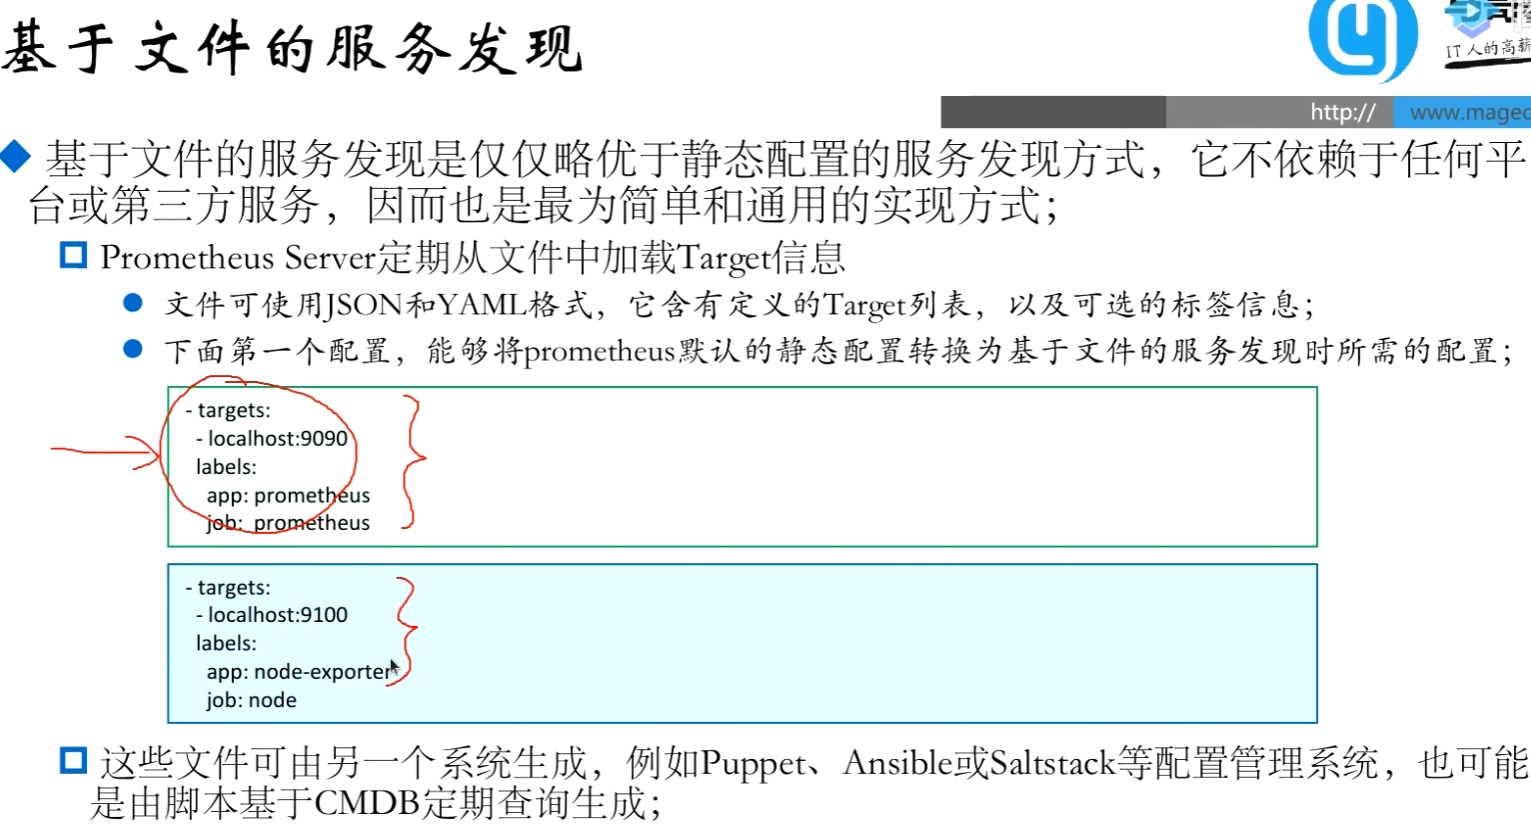 基于文件的服务发现
IT人的高薪
http://
www.mage
基于文件的服务发现是仅仅略优于静态配置的服务发现方式，它不依赖于任何平
台或第三方服务，因而也是最为简单和通用的实现方式；
Prometheus Server定期从文件中加载Target信息
文件可使用JSON和YAML格式，它含有定义的Target列表，以及可选的标签信息；
下面第一个配置，能够将prometheus默认的静态配置转换为基于文件的服务发现时所需的配置；
- targets:
- localhost:9090
labels:
app: prometheus
job: prometheus
- targets:
- localhost:9100
labels:
app: node-exporter
job: node
这些文件可由另一个系统生成，例如Puppet、Ansible或Saltstack等配置管理系统，也可能
是由脚本基于CMDB定期查询生成；